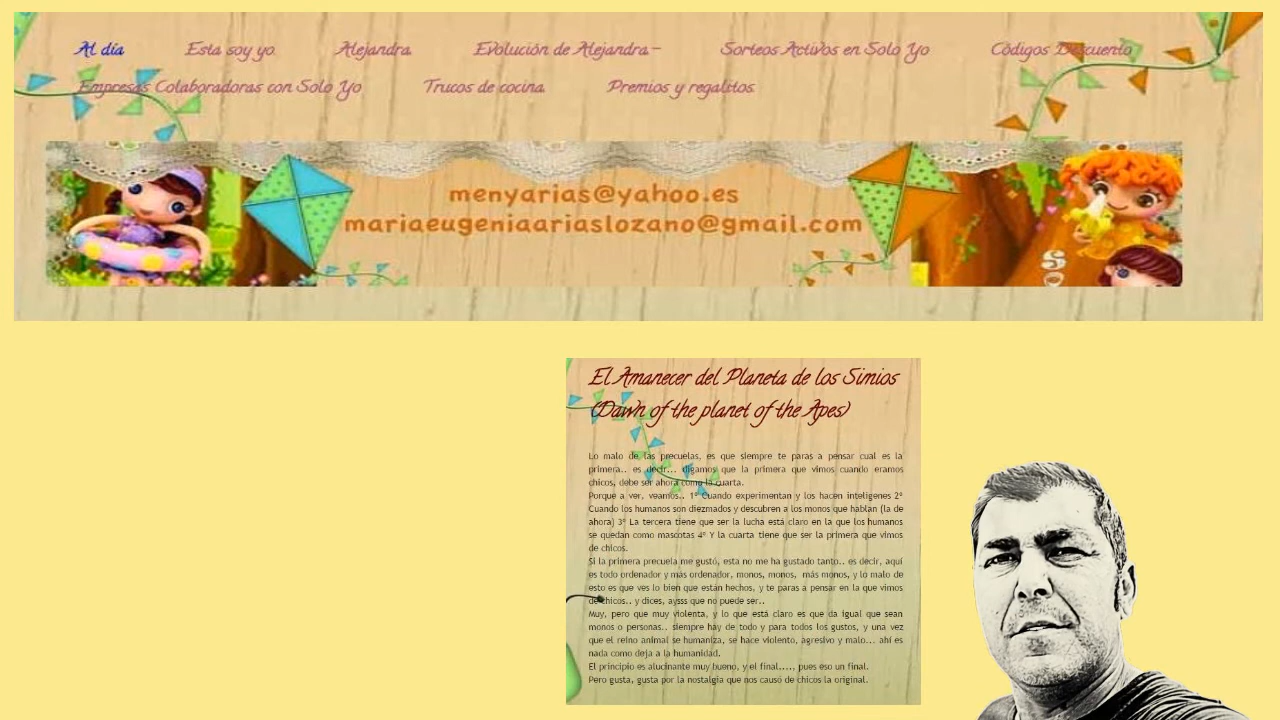 Al día Esta soy yo Alejandra Evolución de Alejandra – Sorteos Activos en Solo Yo Códigos Descuento
Empresas Colaboradoras con Solo Yo Trucos de cocina Premios y regalitos
menyarias@yahoo.es
mariaeugeniaariaslozano@gmail.com
so
El Amanecer del Planeta de los Simios
(Dawn of the planet of the Apes)
Lo malo de las precuelas, es que siempre te paras a pensar cual es la
primera.. es decir... digamos que la primera que vimos cuando eramos
chicos, debe ser ahora como la cuarta.
Porque a ver, veamos.. 1º Cuando experimentan y los hacen inteligenes 2º
Cuando los humanos son diezmados y descubren a los monos que hablan (la de
ahora) 3º La tercera tiene que ser la lucha está claro en la que los humanos
se quedan como mascotas 4º Y la cuarta tiene que ser la primera que vimos
de chicos.
Si la primera precuela me gustó, esta no me ha gustado tanto.. es decir, aquí
es todo ordenador y más ordenador, monos, monos, más monos, y lo malo de
esto es que ves lo bien que están hechos, y te paras a pensar en la que vimos
de chicos.. y dices, aysss que no puede ser..
Muy, pero que muy violenta, y lo que está claro es que da igual que sean
monos o personas.. siempre hay de todo y para todos los gustos, y una vez
que el reino animal se humaniza, se hace violento, agresivo y malo... ahí es
nada como deja a la humanidad.
El principio es alucinante muy bueno, y el final....., pues eso un final.
Pero gusta, gusta por la nostalgia que nos causó de chicos la original.